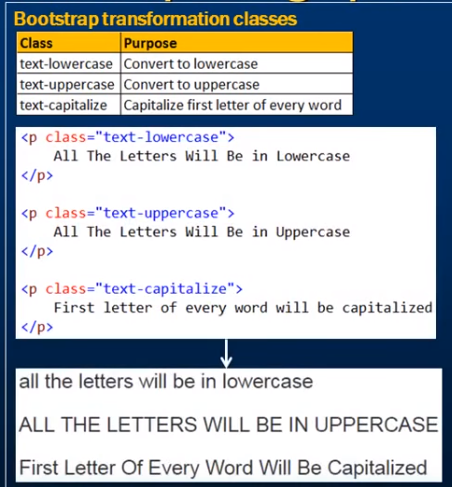 Bootstrap transformation classes
Class Purpose
text-lowercase Convert to lowercase
text-uppercase Convert to uppercase
text-capitalize Capitalize first letter of every word
<p class="text-lowercase">
    All The Letters Will Be in Lowercase
</p>
<p class="text-uppercase">
    All The Letters Will Be in Uppercase
</p>
<p class="text-capitalize">
    First letter of every word will be capitalized
</p>
all the letters will be in lowercase
ALL THE LETTERS WILL BE IN UPPERCASE
First Letter Of Every Word Will Be Capitalized